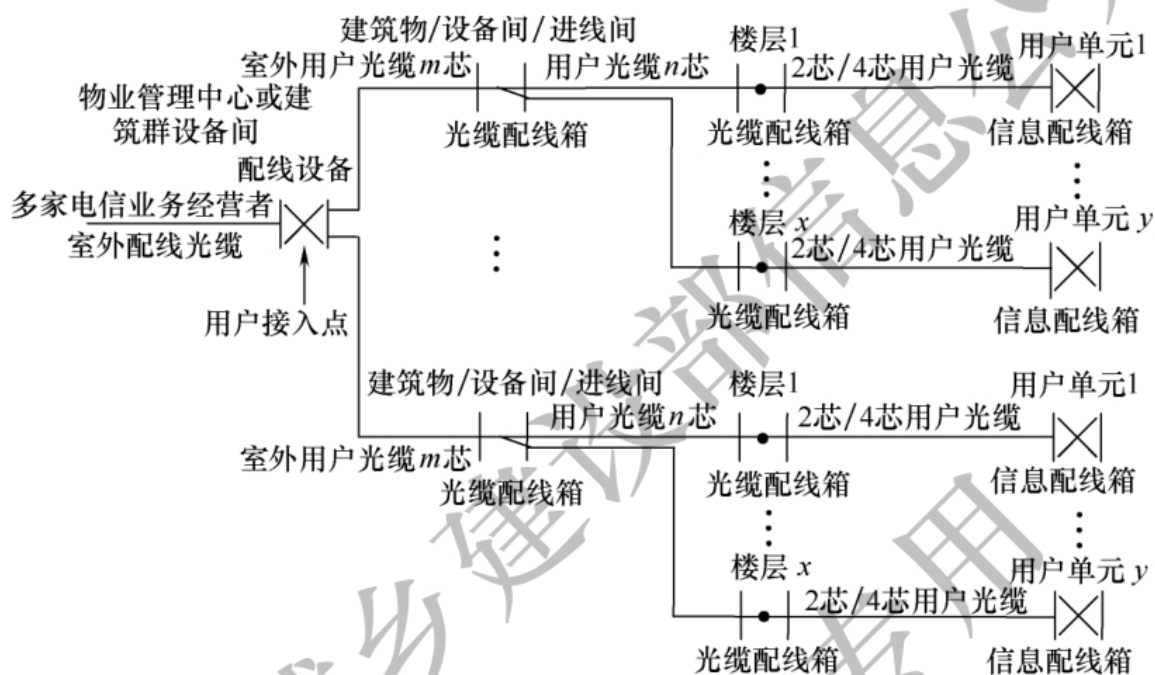 建筑物/设备间/进线间
室外用户光缆m芯
用户光缆n芯
光缆配线箱
楼层1
2芯/4芯用户光缆
光缆配线箱
用户单元1
信息配线箱
物业管理中心或建
筑群设备间
配线设备
多家电信业务经营者
室外配线光缆
用户接入点
楼层 x
2芯/4芯用户光缆
光缆配线箱
用户单元 y
信息配线箱
建筑物/设备间/进线间
用户光缆n芯
室外用户光缆m芯
光缆配线箱
楼层1
2芯/4芯用户光缆
光缆配线箱
用户单元1
信息配线箱
楼层 x
2芯/4芯用户光缆
光缆配线箱
用户单元 y
信息配线箱
乡建设部信息公
专用